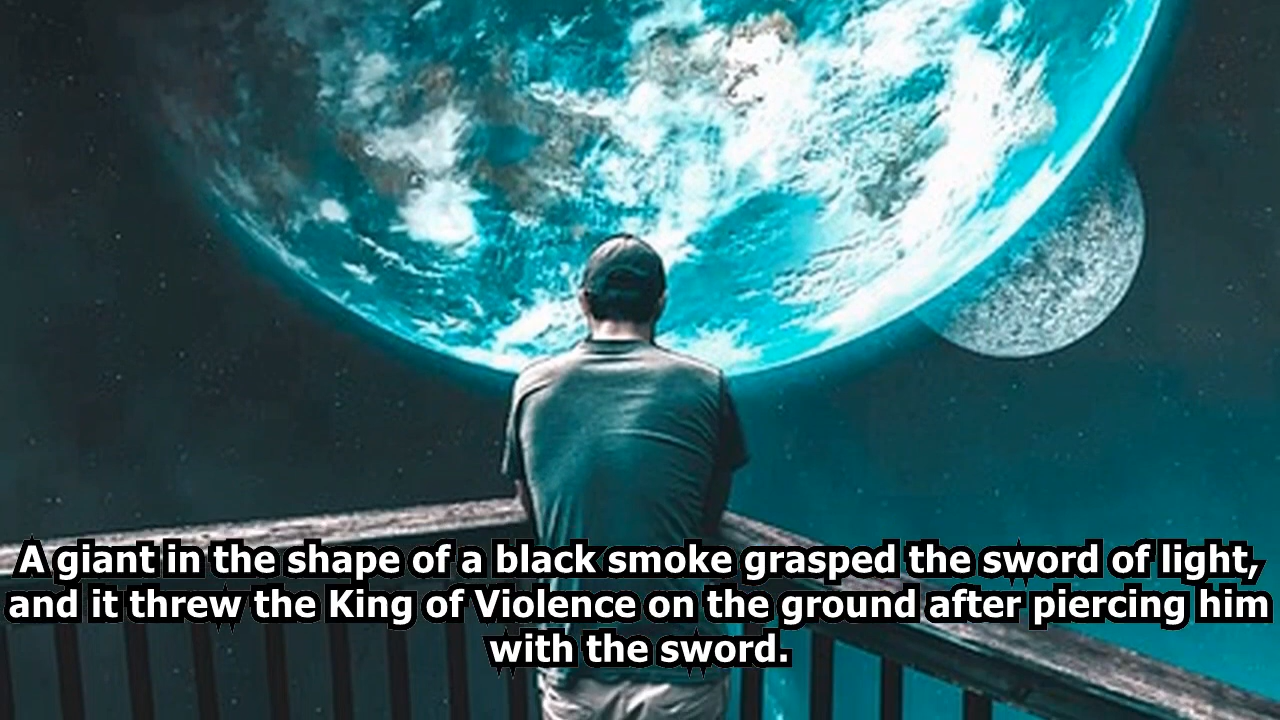 A giant in the shape of a black smoke grasped the sword of light,
and it threw the King of Violence on the ground after piercing him
with the sword.